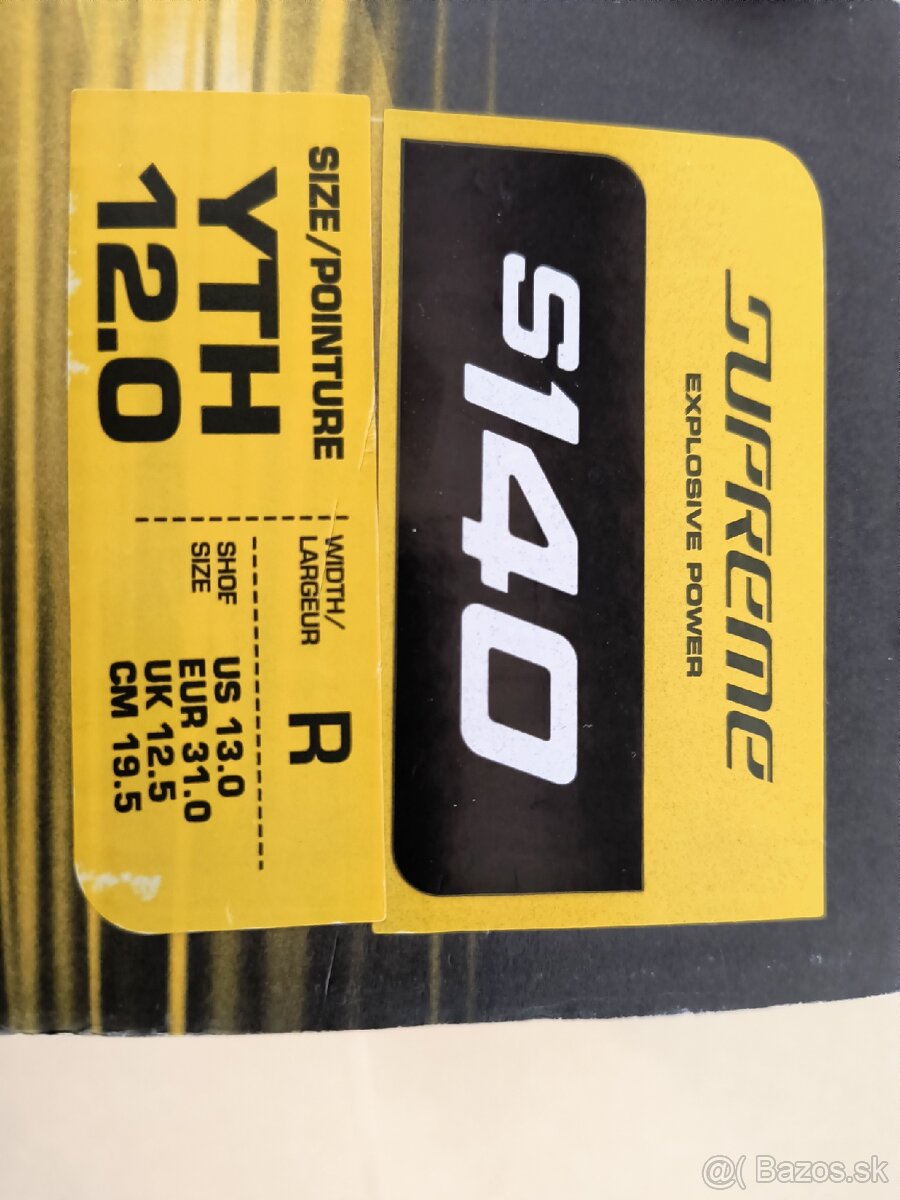 SUPREME
EXPLOSIVE POWER
S140
SIZE/POINTURE
YTH
12.0
WIDTH/
LARGEUR
R
SHOE
SIZE
US 13.0
EUR 31.0
UK 12.5
CM 19.5
@( Bazos.sk